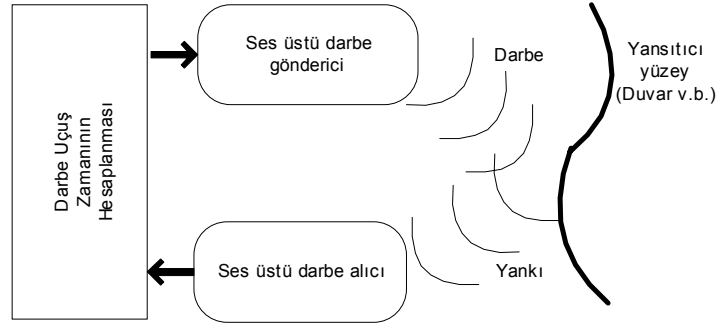 Darbe Uçuş
Zamanının
Hesaplanması
Ses üstü darbe
gönderici
Darbe
Yansıtıcı
yüzey
(Duvar v.b.)
Ses üstü darbe alıcı
Yankı